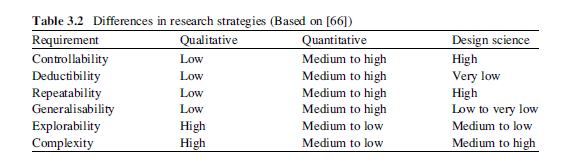 Table 3.2 Differences in research strategies (Based on [66])
Requirement Qualitative Quantitative Design science
Controllability Low Medium to high High
Deductibility Low Medium to high Very low
Repeatability Low Medium to high High
Generalisability Low Medium to high Low to very low
Explorability High Medium to low Medium to low
Complexity High Medium to low Medium to high